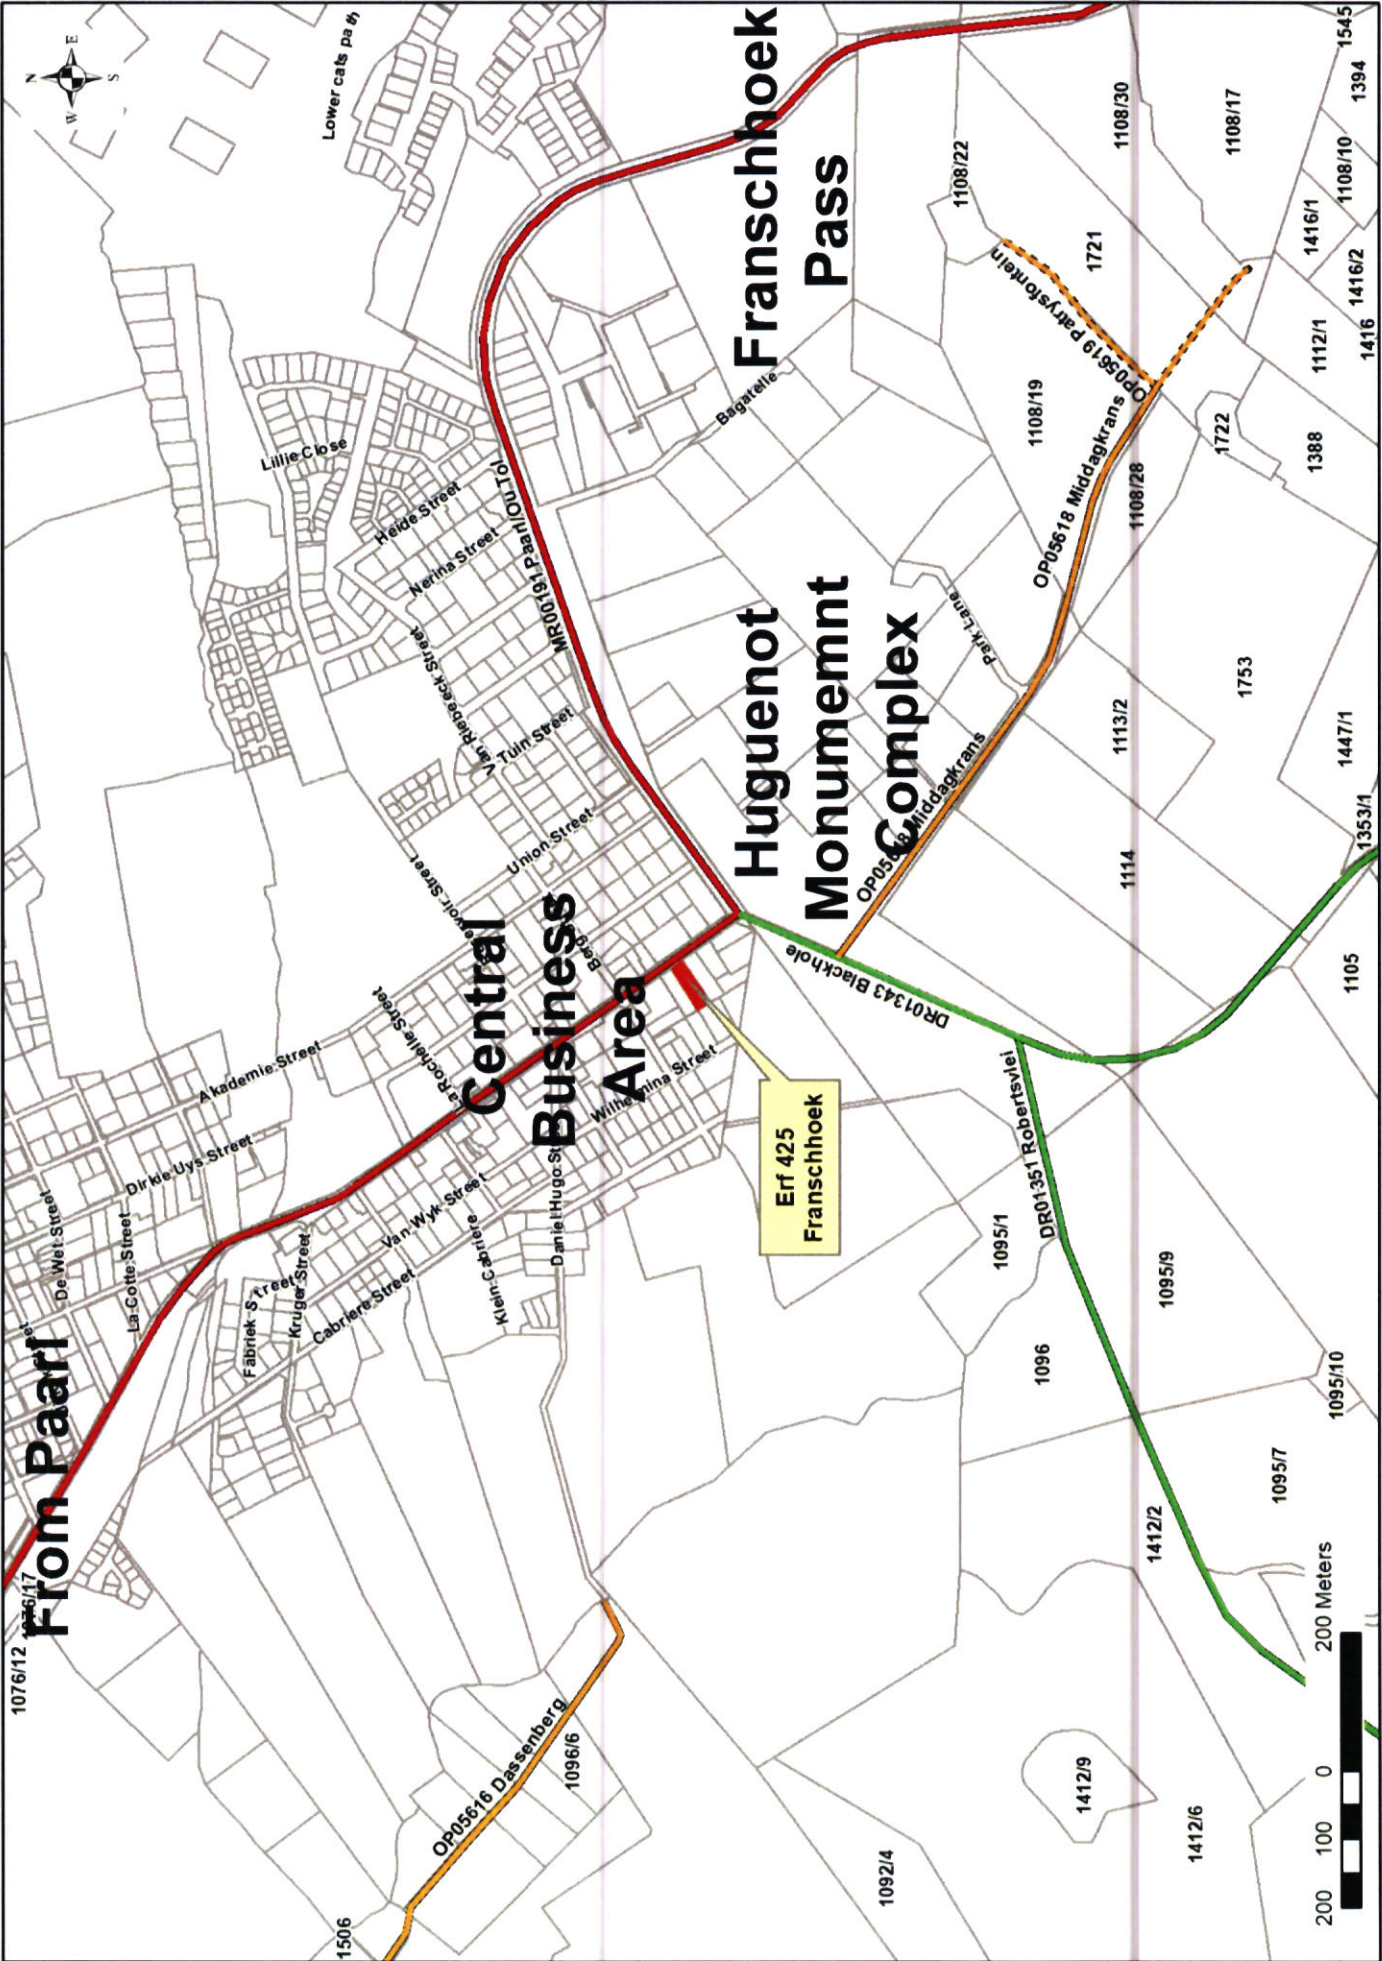 N
E
S
W
Lower cats path
From Paarl
1076/12
1076/17
De Wet Street
La Cotte Street
Dirkie Uys Street
Akademie Street
Fabriek Street
Kruger Street
Cabriere Street
Van Wyk Street
Klein Cabriere
La Rochelle Street
Lillie Close
Heide Street
Nerina Street
Van Riebeeck Street
Tuin Street
Union Street
MR00191 Paarl/Ou Tol
Central
Business
Area
Berg
Wilhelmina Street
Erf 425
Franschhoek
Franschhoek
Pass
Huguenot
Monumemnt
Complex
Bagatelle
Park Lane
OP05618 Middagkrans
OP05618 Middagkrans
OP05619 Patrysfontein
DR01343 Blackhole
DR01351 Robertsvlei
OP05616 Dassenberg
1096/6
1506
1092/4
1412/9
1412/6
1412/2
1095/7
1095/10
1095/9
1096
1095/1
1105
1114
1353/1
1447/1
1113/2
1753
1108/28
1722
1388
1108/19
1721
1108/22
1108/30
1108/17
1112/1
1416
1416/2
1416/1
1108/10
1394
1545
200 100 0 200 Meters